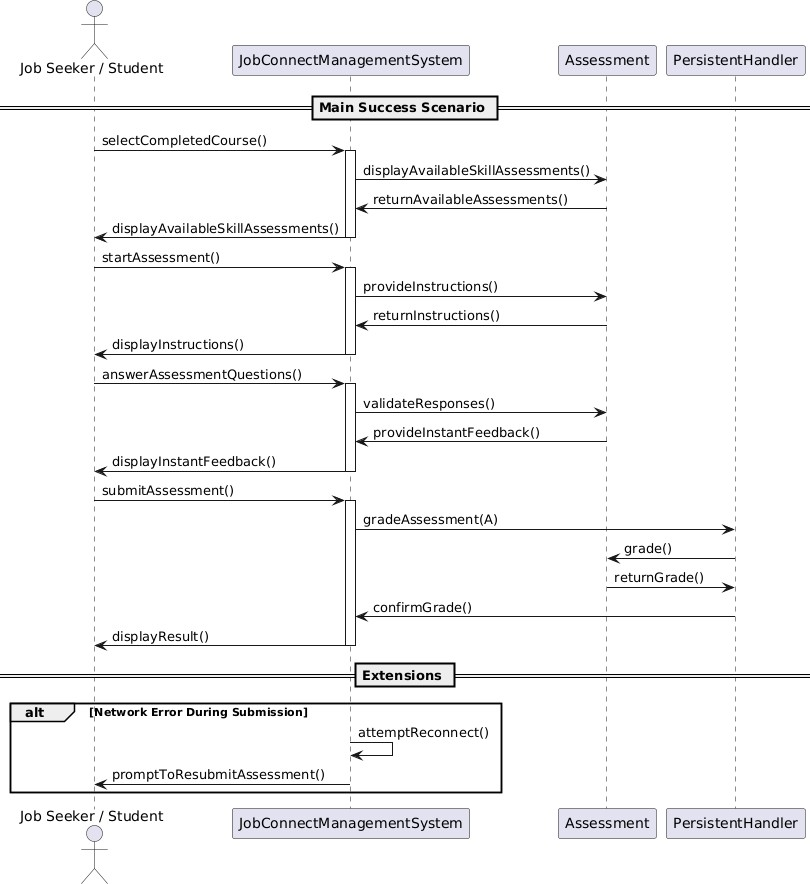 Job Seeker / Student
JobConnectManagementSystem
Assessment
PersistentHandler
Main Success Scenario
selectCompletedCourse()
displayAvailableSkillAssessments()
returnAvailableAssessments()
displayAvailableSkillAssessments()
startAssessment()
provideInstructions()
returnInstructions()
displayInstructions()
answerAssessmentQuestions()
validateResponses()
provideInstantFeedback()
displayInstantFeedback()
submitAssessment()
gradeAssessment(A)
grade()
returnGrade()
confirmGrade()
displayResult()
Extensions
alt
[Network Error During Submission]
attemptReconnect()
promptToResubmitAssessment()
Job Seeker / Student
JobConnectManagementSystem
Assessment
PersistentHandler